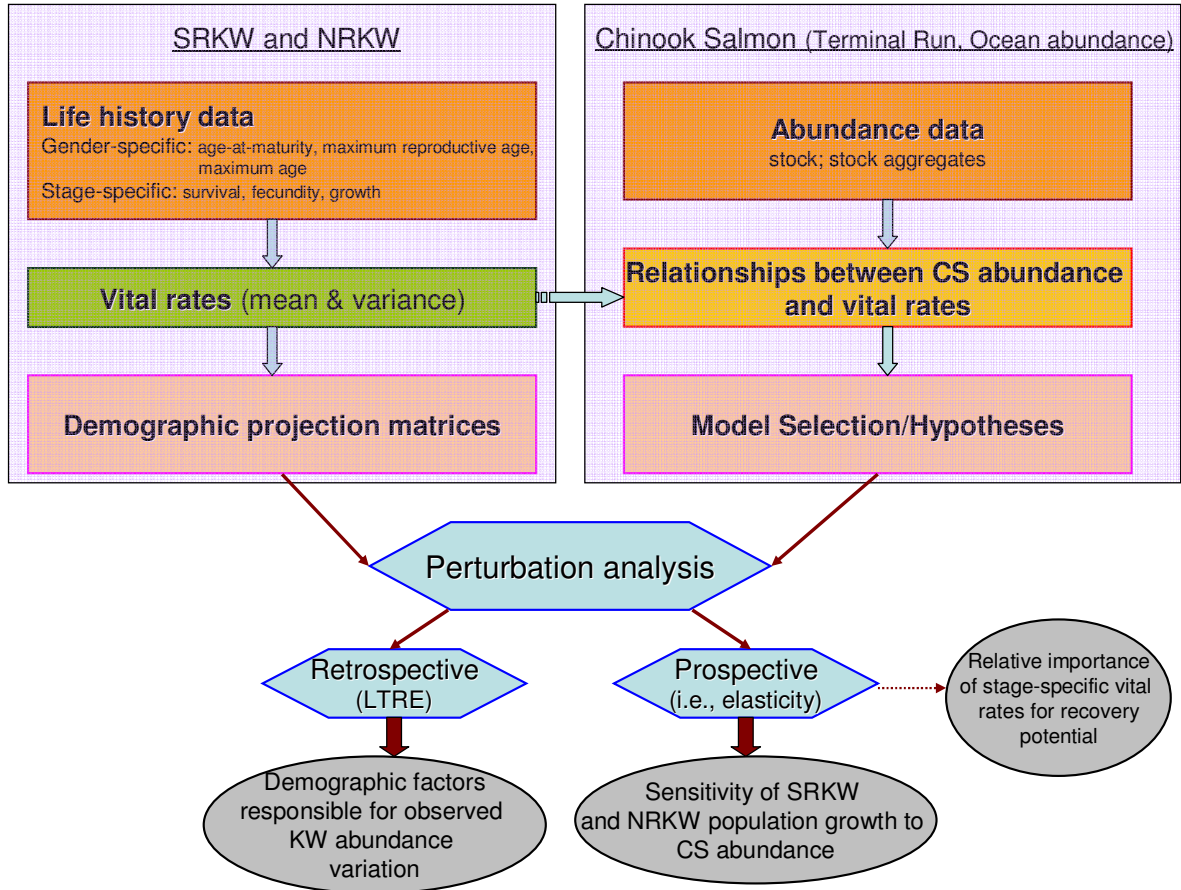 SRKW and NRKW
Life history data
Gender-specific: age-at-maturity, maximum reproductive age,
maximum age
Stage-specific: survival, fecundity, growth
Vital rates (mean & variance)
Demographic projection matrices
Chinook Salmon (Terminal Run, Ocean abundance)
Abundance data
stock; stock aggregates
Relationships between CS abundance
and vital rates
Model Selection/Hypotheses
Perturbation analysis
Retrospective
(LTRE)
Prospective
(i.e., elasticity)
Relative importance
of stage-specific vital
rates for recovery
potential
Demographic factors
responsible for observed
KW abundance
variation
Sensitivity of SRKW
and NRKW population growth to
CS abundance